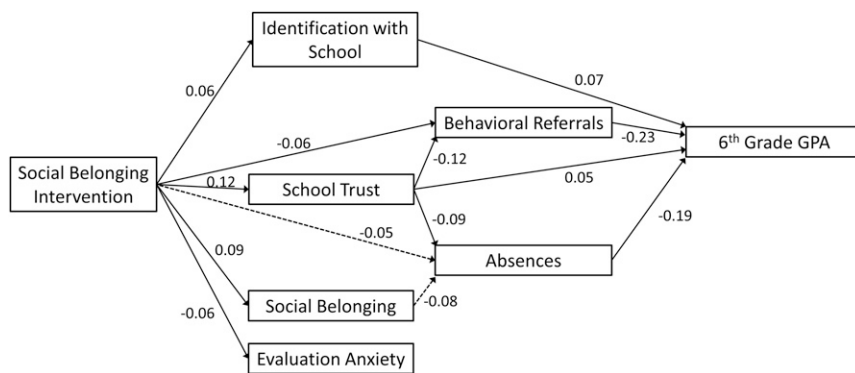 Identification with
School
0.06
0.07
Behavioral Referrals
-0.06
-0.23
6th Grade GPA
-0.12
Social Belonging
Intervention
0.12
School Trust
0.05
-0.09
-0.19
-0.05
0.09
Absences
-0.08
Social Belonging
-0.06
Evaluation Anxiety